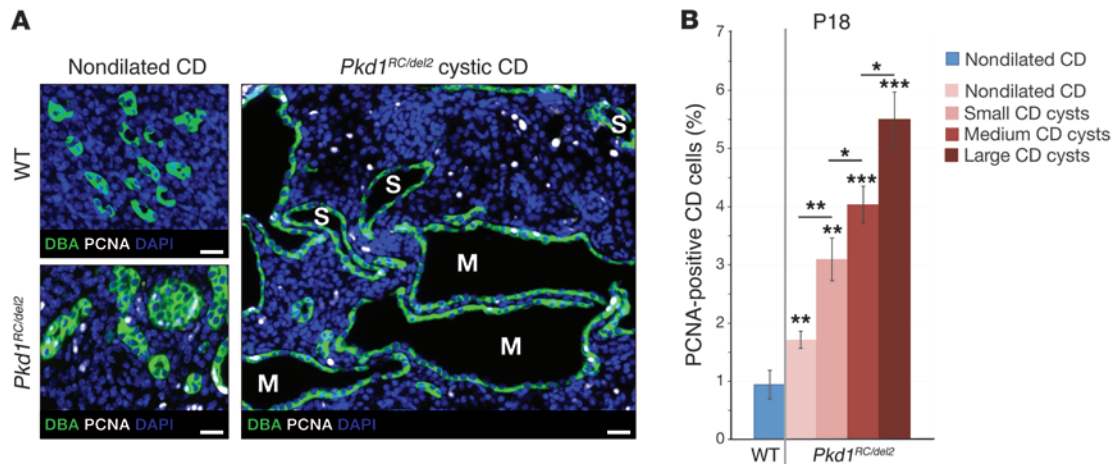 A
Nondilated CD
Pkd1RC/del2 cystic CD
WT
DBA PCNA DAPI
Pkd1RC/del2
DBA PCNA DAPI
S
S
S
M
M
M
DBA PCNA DAPI
B
P18
PCNA-positive CD cells (%)
7
6
5
4
3
2
1
0
**
**
**
*
***
*
***
WT
Pkd1RC/del2
Nondilated CD
Nondilated CD
Small CD cysts
Medium CD cysts
Large CD cysts